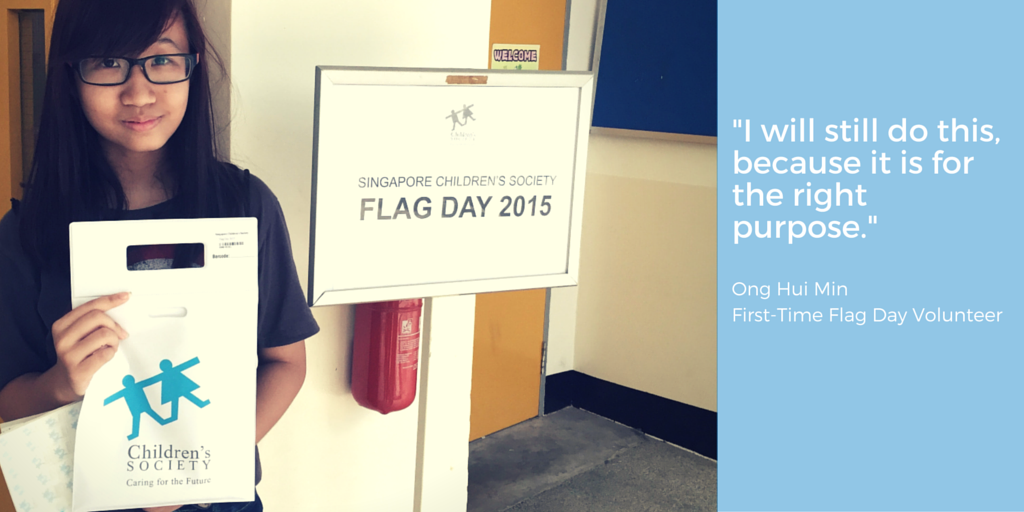 WELCOME
Children's
SINGAPORE CHILDREN'S SOCIETY
FLAG DAY 2015
Children's
SOCIETY
Caring for the Future
"I will still do this,
because it is for
the right
purpose."
Ong Hui Min
First-Time Flag Day Volunteer